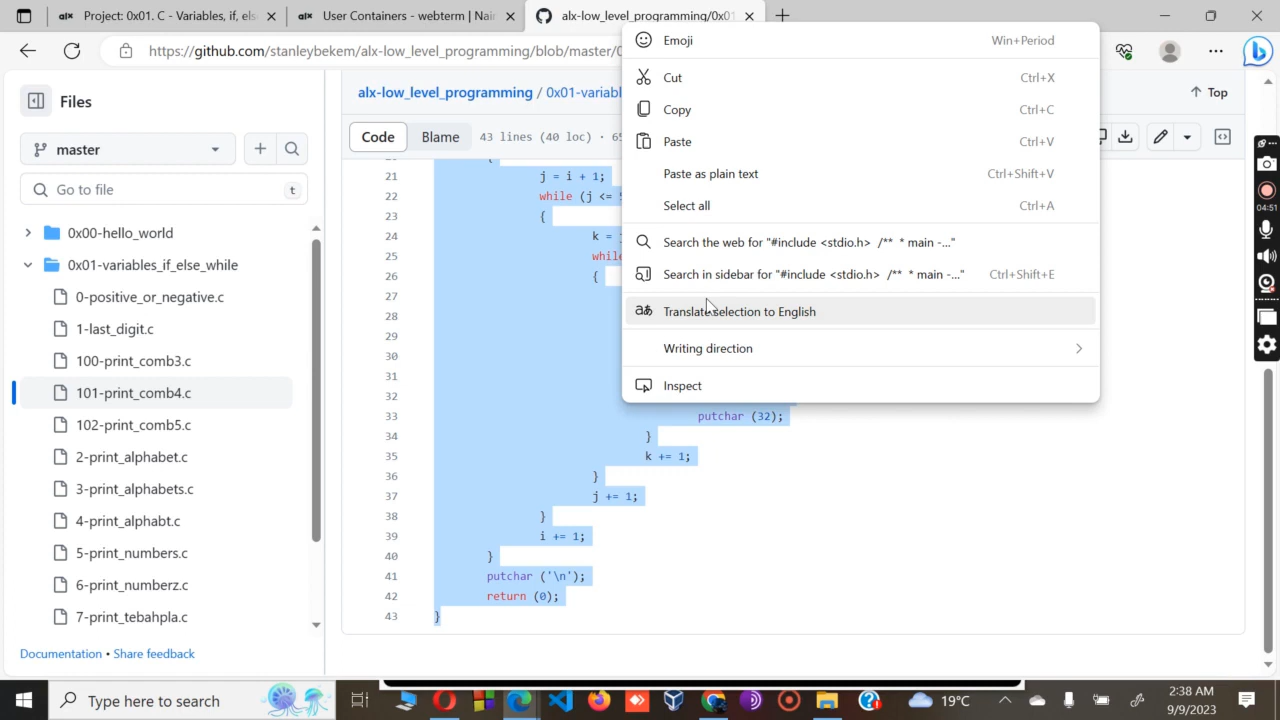 Project: 0x01. C - Variables, if, els
User Containers - webterm | Nair
alx-low_level_programming/0x01
https://github.com/stanleybekem/alx-low_level_programming/blob/master/0
Files
master
Go to file
t
0x00-hello_world
0x01-variables_if_else_while
0-positive_or_negative.c
1-last_digit.c
100-print_comb3.c
101-print_comb4.c
102-print_comb5.c
2-print_alphabet.c
3-print_alphabets.c
4-print_alphabt.c
5-print_numbers.c
6-print_numberz.c
7-print_tebahpla.c
Documentation • Share feedback
alx-low_level_programming / 0x01-variabl
Top
Code
Blame
43 lines (40 loc) ·
21 j = i + 1;
22 while (j <=
23 {
24 k =
25 while
26 {
27
28
29
30
31
32
33 putchar (32);
34 }
35 k += 1;
36 }
37 j += 1;
38 }
39 i += 1;
40 }
41 putchar ('\n');
42 return (0);
43 }
Emoji Win+Period
Cut Ctrl+X
Copy Ctrl+C
Paste Ctrl+V
Paste as plain text Ctrl+Shift+V
Select all Ctrl+A
Search the web for "#include <stdio.h> /** * main -..."
Search in sidebar for "#include <stdio.h> /** * main -..." Ctrl+Shift+E
Translate selection to English
Writing direction
Inspect
04:51
Type here to search
19°C
2:38 AM
9/9/2023